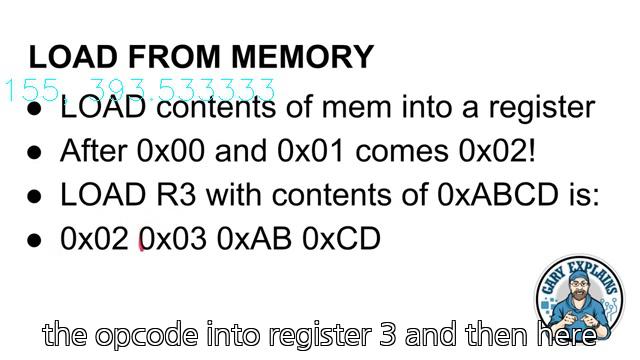 LOAD FROM MEMORY
155, 393.533333
● LOAD contents of mem into a register
● After 0x00 and 0x01 comes 0x02!
● LOAD R3 with contents of 0xABCD is:
● 0x02 0x03 0xAB 0xCD
GARY EXPLAINS
the opcode into register 3 and then here